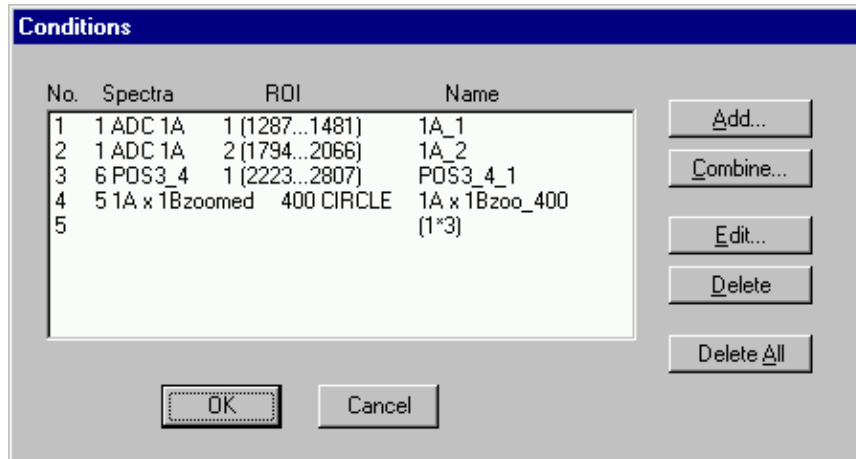 Conditions
No. Spectra ROI Name
1 1 ADC 1A 1 (1287...1481) 1A_1
2 1 ADC 1A 2 (1794...2066) 1A_2
3 6 POS3_4 1 (2223...2807) POS3_4_1
4 5 1A x 1Bzoomed 400 CIRCLE 1A x 1Bzoo_400
5 (1*3)
Add...
Combine...
Edit...
Delete
Delete All
OK Cancel